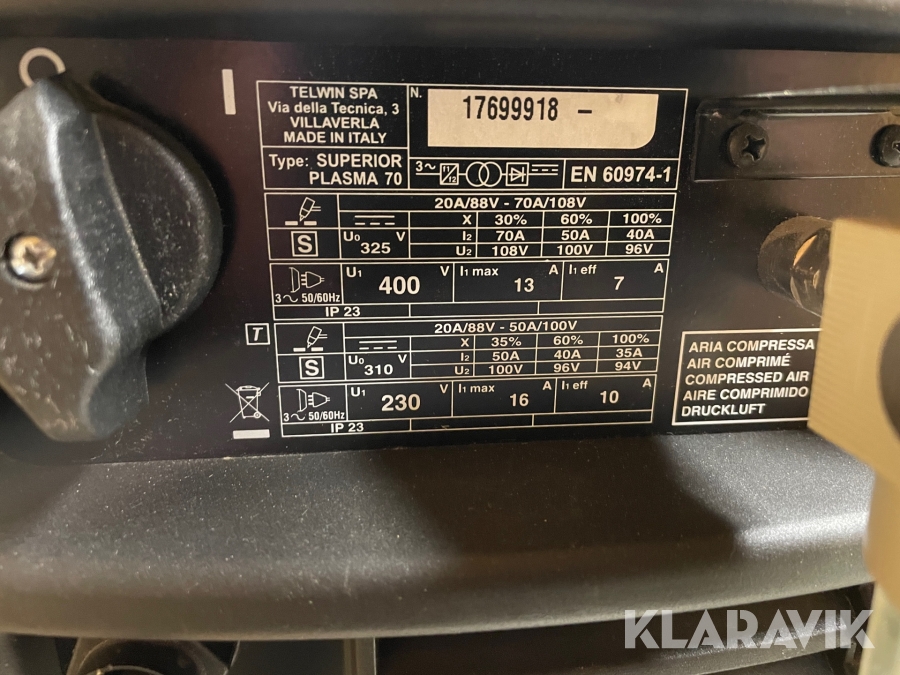 TELWIN SPA
Via della Tecnica, 3
VILLAVERLA
MADE IN ITALY
N.
17699918 -
Type: SUPERIOR
PLASMA 70
3~ f1 f2
EN 60974-1
20A/88V - 70A/108V
X 30% 60% 100%
S U0 325 V I2 70A 50A 40A
U2 108V 100V 96V
3~ 50/60Hz U1 400 V I1 max 13 A I1 eff 7 A
IP 23
T
20A/88V - 50A/100V
X 35% 60% 100%
S U0 310 V I2 50A 40A 35A
U2 100V 96V 94V
3~ 50/60Hz U1 230 V I1 max 16 A I1 eff 10 A
IP 23
ARIA COMPRESSA
AIR COMPRIMÉ
COMPRESSED AIR
AIRE COMPRIMIDO
DRUCKLUFT
KLARAVIK